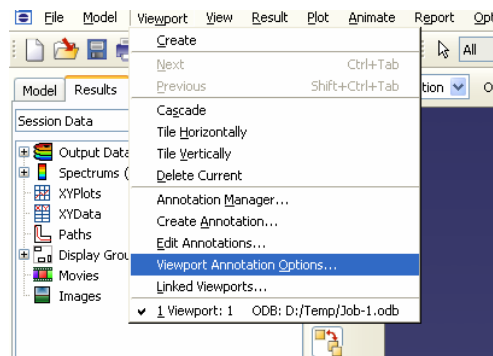 File Model Viewport View Result Plot Animate Report
Create
All
Next Ctrl+Tab
Previous Shift+Ctrl+Tab
Model Results
Cascade
Session Data
Tile Horizontally
Tile Vertically
Output Data
Delete Current
Spectrums (
XYPlots
Annotation Manager...
XYData
Create Annotation...
Paths
Edit Annotations...
Display Grou
Viewport Annotation Options...
Movies
Linked Viewports...
Images
1 Viewport: 1 ODB: D:/Temp/Job-1.odb